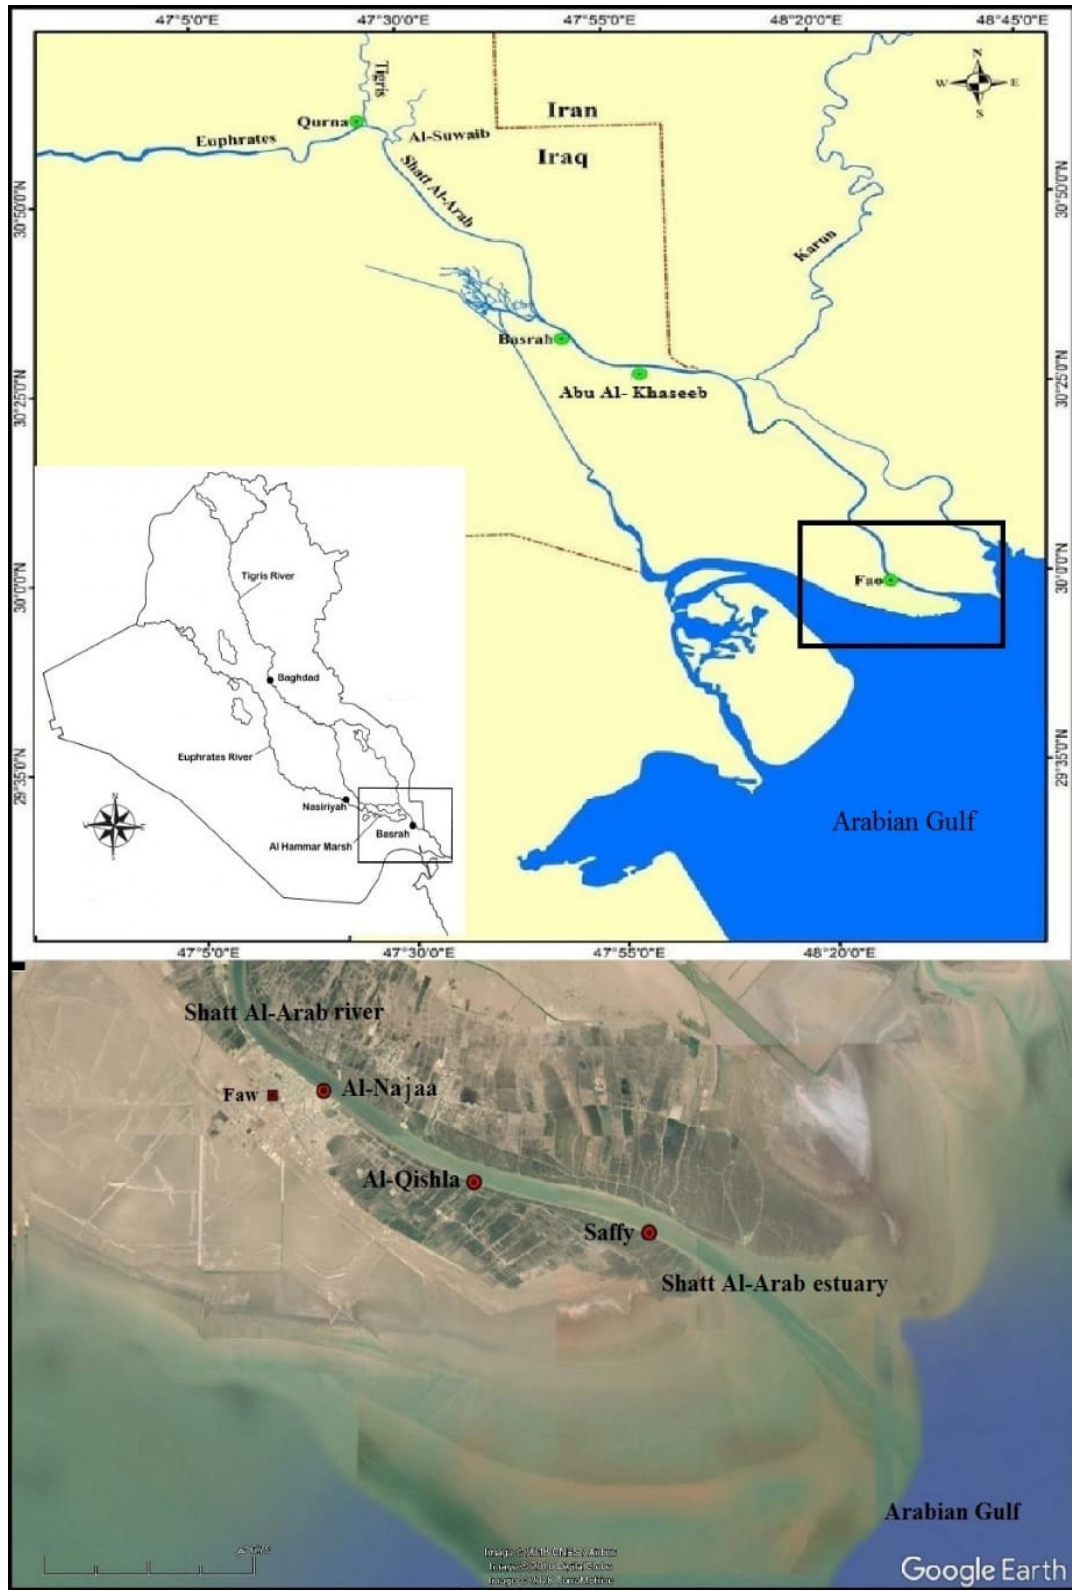 47°5'0"E 47°30'0"E 47°55'0"E 48°20'0"E 48°45'0"E
N
W E
S
Tigris
Qurna
Iran
Al-Suwaib
Euphrates
Iraq
Shatt Al-Arab
30°50'0"N
30°50'0"N
Karun
Basrah
Abu Al- Khaseeb
30°25'0"N
30°25'0"N
Tigris River
30°0'0"N
30°0'0"N
Fao
Baghdad
Euphrates River
29°35'0"N
29°35'0"N
Nasiriyah
Basrah
Al Hammar Marsh
N
W E
S
Arabian Gulf
47°5'0"E 47°30'0"E 47°55'0"E 48°20'0"E
Shatt Al-Arab river
Faw
Al-Najaa
Al-Qishla
Saffy
Shatt Al-Arab estuary
Arabian Gulf
Google Earth